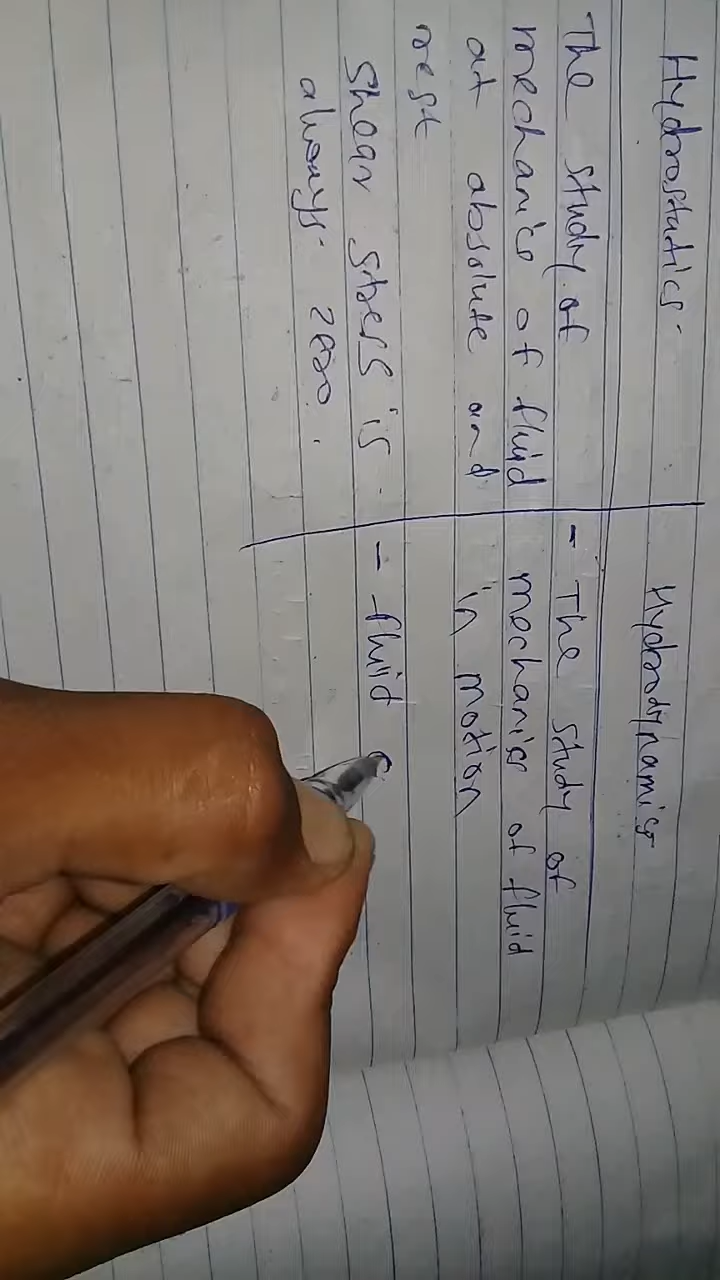 Hydrostatics.
The study of
mechanics of fluid
at absolute and
rest
Shear stress is
always zero.
Hydrodynamics
- The study of
mechanics of fluid
in motion
- fluid